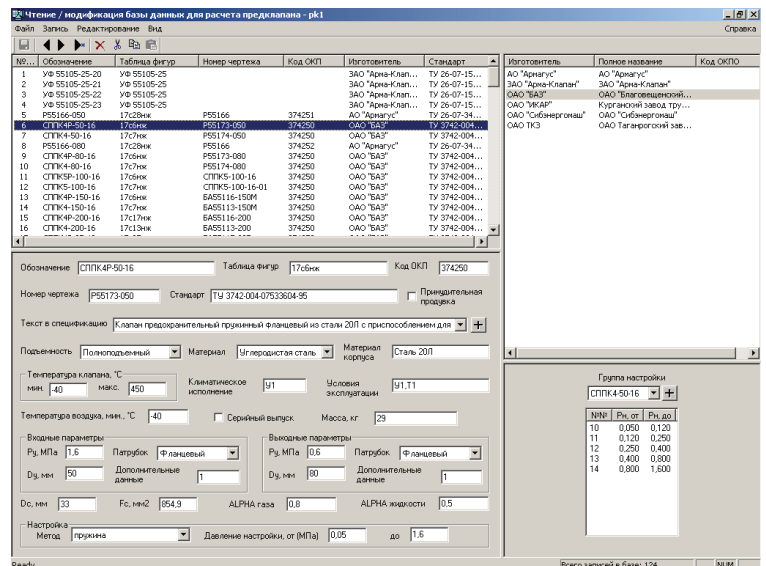 Чтение / модификация базы данных для расчета предклапана - pk1
Файл Запись Редактирование Вид Справка
№... Обозначение Таблица фигур Номер чертежа Код ОКП Изготовитель Стандарт
1 УФ 55105-25-20 УФ 55105-25 ЗАО "Арма-Клап... ТУ 26-07-15...
2 УФ 55105-25-21 УФ 55105-25 ЗАО "Арма-Клап... ТУ 26-07-15...
3 УФ 55105-25-22 УФ 55105-25 ЗАО "Арма-Клап... ТУ 26-07-15...
4 УФ 55105-25-23 УФ 55105-25 ЗАО "Арма-Клап... ТУ 26-07-15...
5 Р55166-050 17с28нж Р55166 374251 АО "Армагус" ТУ 26-07-34...
6 СППК4Р-50-16 17с6нж Р55173-050 374250 ОАО "БАЗ" ТУ 3742-004...
7 СППК4-50-16 17с7нж Р55174-050 374250 ОАО "БАЗ" ТУ 3742-004...
8 Р55166-080 17с28нж Р55166 374252 АО "Армагус" ТУ 26-07-34...
9 СППК4Р-80-16 17с6нж Р55173-080 374250 ОАО "БАЗ" ТУ 3742-004...
10 СППК4-80-16 17с7нж Р55174-080 374250 ОАО "БАЗ" ТУ 3742-004...
11 СППК5Р-100-16 17с6нж СППК5-100-16 374250 ОАО "БАЗ" ТУ 3742-004...
12 СППК5-100-16 17с7нж СППК5-100-16-01 374250 ОАО "БАЗ" ТУ 3742-004...
13 СППК4Р-150-16 17с6нж БА55116-150М 374250 ОАО "БАЗ" ТУ 3742-004...
14 СППК4-150-16 17с7нж БА55113-150М 374250 ОАО "БАЗ" ТУ 3742-004...
15 СППК4Р-200-16 17с17нж БА55116-200 374250 ОАО "БАЗ" ТУ 3742-004...
16 СППК4-200-16 17с13нж БА55113-200 374250 ОАО "БАЗ" ТУ 3742-004...
Изготовитель Полное название Код ОКПО
АО "Армагус" АО "Армагус"
ЗАО "Арма-Клапан" ЗАО "Арма-Клапан"
ОАО "БАЗ" ОАО "Благовещенский...
ОАО "ИКАР" Курганский завод тру...
ОАО "Сибэнергомаш" ОАО "Сибэнергомаш"
ОАО ТКЗ ОАО Таганрогский зав...
Обозначение СППК4Р-50-16 Таблица фигур 17с6нж Код ОКП 374250
Номер чертежа Р55173-050 Стандарт ТУ 3742-004-07533604-95 Принудительная
продувка
Текст в спецификацию Клапан предохранительный пружинный фланцевый из стали 20Л с приспособлением для
Подъемность Полноподъемный Материал Углеродистая сталь Материал
корпуса Сталь 20Л
Температура клапана, °С
мин. -40 макс. 450 Климатическое
исполнение У1 Условия
эксплуатации У1,Т1
Температура воздуха, мин., °С -40 Серийный выпуск Масса, кг 29
Входные параметры
Ру, МПа 1,6 Патрубок Фланцевый
Dy, мм 50 Дополнительные
данные 1
Выходные параметры
Ру, МПа 0,6 Патрубок Фланцевый
Dy, мм 80 Дополнительные
данные 1
Dc, мм 33 Fc, мм2 854,9 ALPHA газа 0,8 ALPHA жидкости 0,5
Настройка
Метод пружина Давление настройки, от (МПа) 0,05 до 1,6
Группа настройки
СППК4-50-16
№№ Рн, от Рн, до
10 0,050 0,120
11 0,120 0,250
12 0,250 0,400
13 0,400 0,800
14 0,800 1,600
Ready Всего записей в базе: 124 NUM